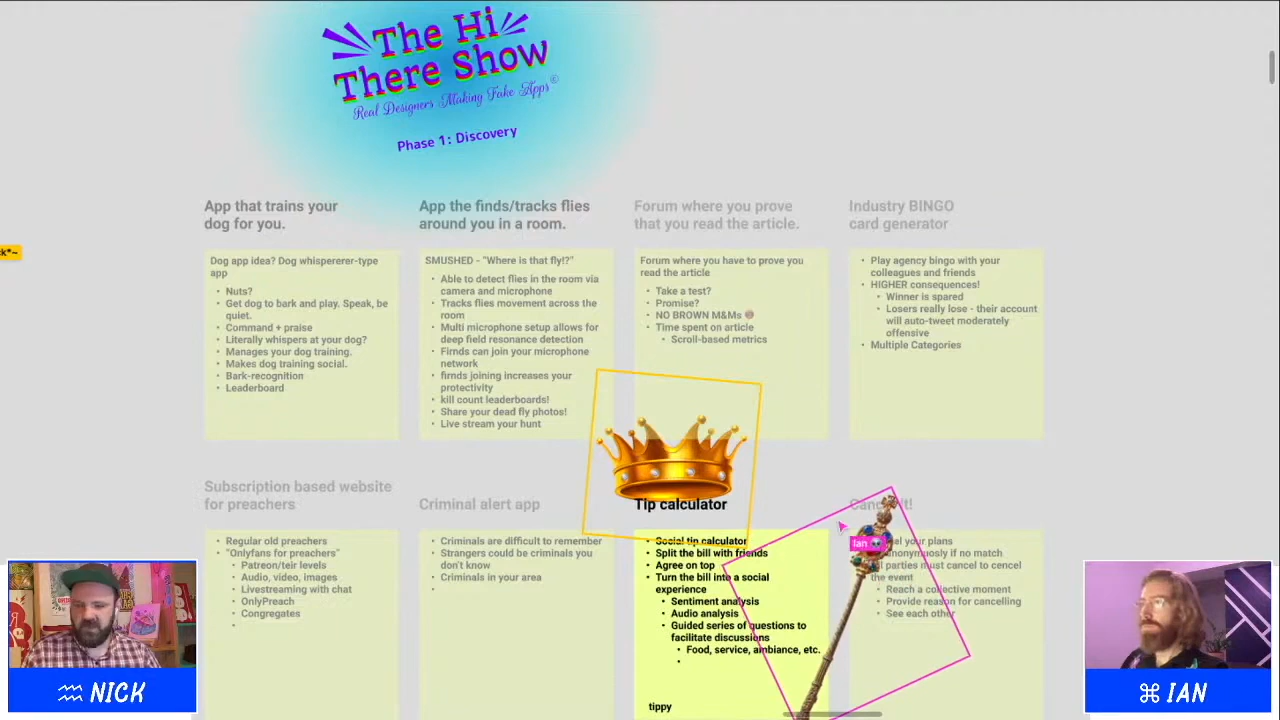 The Hi
There Show
Real Designers Making Fake Apps©
Phase 1: Discovery
App that trains your
dog for you.
Dog app idea? Dog whispererer-type
app
• Nuts?
• Get dog to bark and play. Speak, be
quiet.
• Command + praise
• Literally whispers at your dog?
• Manages your dog training.
• Makes dog training social.
• Bark-recognition
• Leaderboard
App the finds/tracks flies
around you in a room.
SMUSHED - "Where is that fly!?"
• Able to detect flies in the room via
camera and microphone
• Tracks flies movement across the
room
• Multi microphone setup allows for
deep field resonance detection
• Firnds can join your microphone
network
• firnds joining increases your
protectivity
• kill count leaderboards!
• Share your dead fly photos!
• Live stream your hunt
Forum where you prove
that you read the article.
Forum where you have to prove you
read the article
• Take a test?
• Promise?
• NO BROWN M&Ms
• Time spent on article
• Scroll-based metrics
Industry BINGO
card generator
• Play agency bingo with your
colleagues and friends
• HIGHER consequences!
• Winner is spared
• Losers really lose - their account
will auto-tweet moderately
offensive
• Multiple Categories
Subscription based website
for preachers
• Regular old preachers
• "Onlyfans for preachers"
• Patreon/teir levels
• Audio, video, images
• Livestreaming with chat
• OnlyPreach
• Congregates
Criminal alert app
• Criminals are difficult to remember
• Strangers could be criminals you
don't know
• Criminals in your area
Tip calculator
• Social tip calculator
• Split the bill with friends
• Agree on top
• Turn the bill into a social
experience
• Sentiment analysis
• Audio analysis
• Guided series of questions to
facilitate discussions
• Food, service, ambiance, etc.
tippy
your plans
if no match
parties must cancel to cencel
the event
• Reach a collective moment
• Provide reason for cancelling
• See each other
Ian
NICK
⌘ IAN